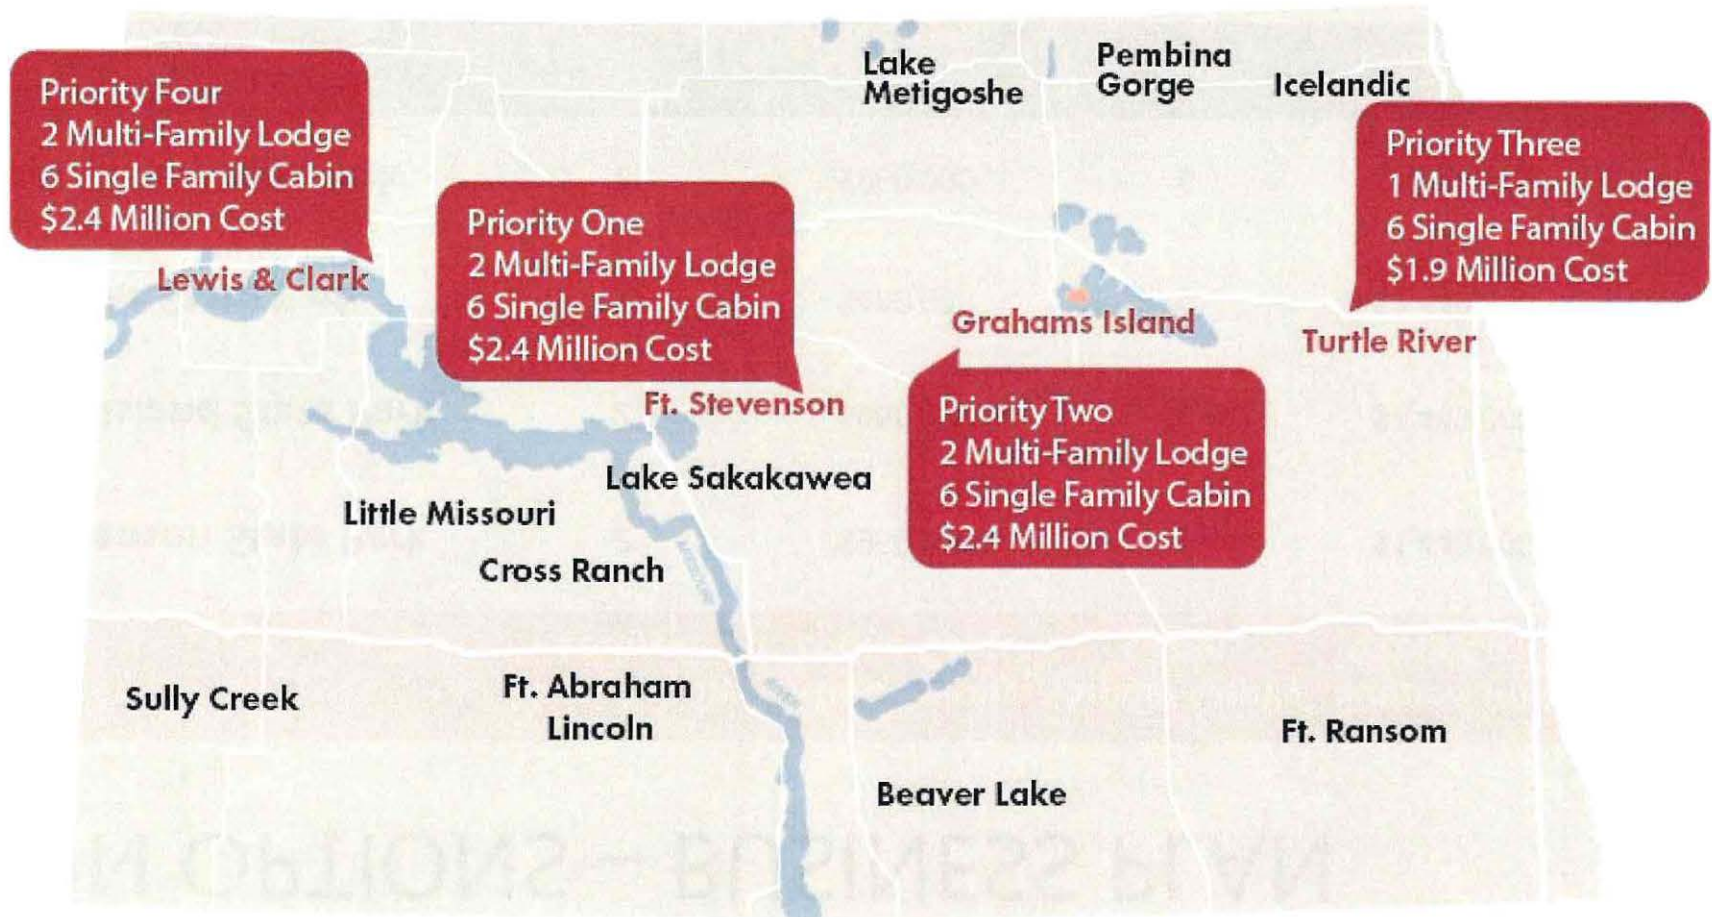 Lake
Metigoshe
Pembina
Gorge
Icelandic
Priority Four
2 Multi-Family Lodge
6 Single Family Cabin
$2.4 Million Cost
Lewis & Clark
Priority One
2 Multi-Family Lodge
6 Single Family Cabin
$2.4 Million Cost
Ft. Stevenson
Priority Three
1 Multi-Family Lodge
6 Single Family Cabin
$1.9 Million Cost
Turtle River
Grahams Island
Priority Two
2 Multi-Family Lodge
6 Single Family Cabin
$2.4 Million Cost
Lake Sakakawea
Little Missouri
Cross Ranch
Sully Creek
Ft. Abraham
Lincoln
Ft. Ransom
Beaver Lake
N OPTIONS – BUSINESS PLAN